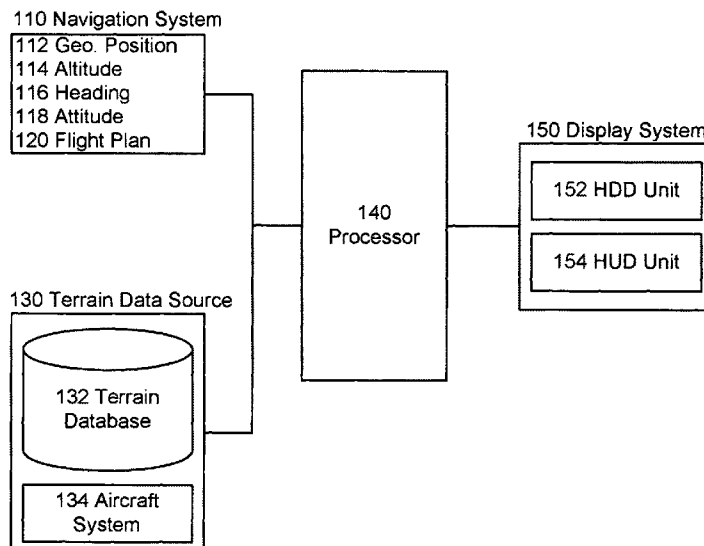 110 Navigation System
112 Geo. Position
114 Altitude
116 Heading
118 Attitude
120 Flight Plan
130 Terrain Data Source
132 Terrain
Database
134 Aircraft
System
140
Processor
150 Display System
152 HDD Unit
154 HUD Unit